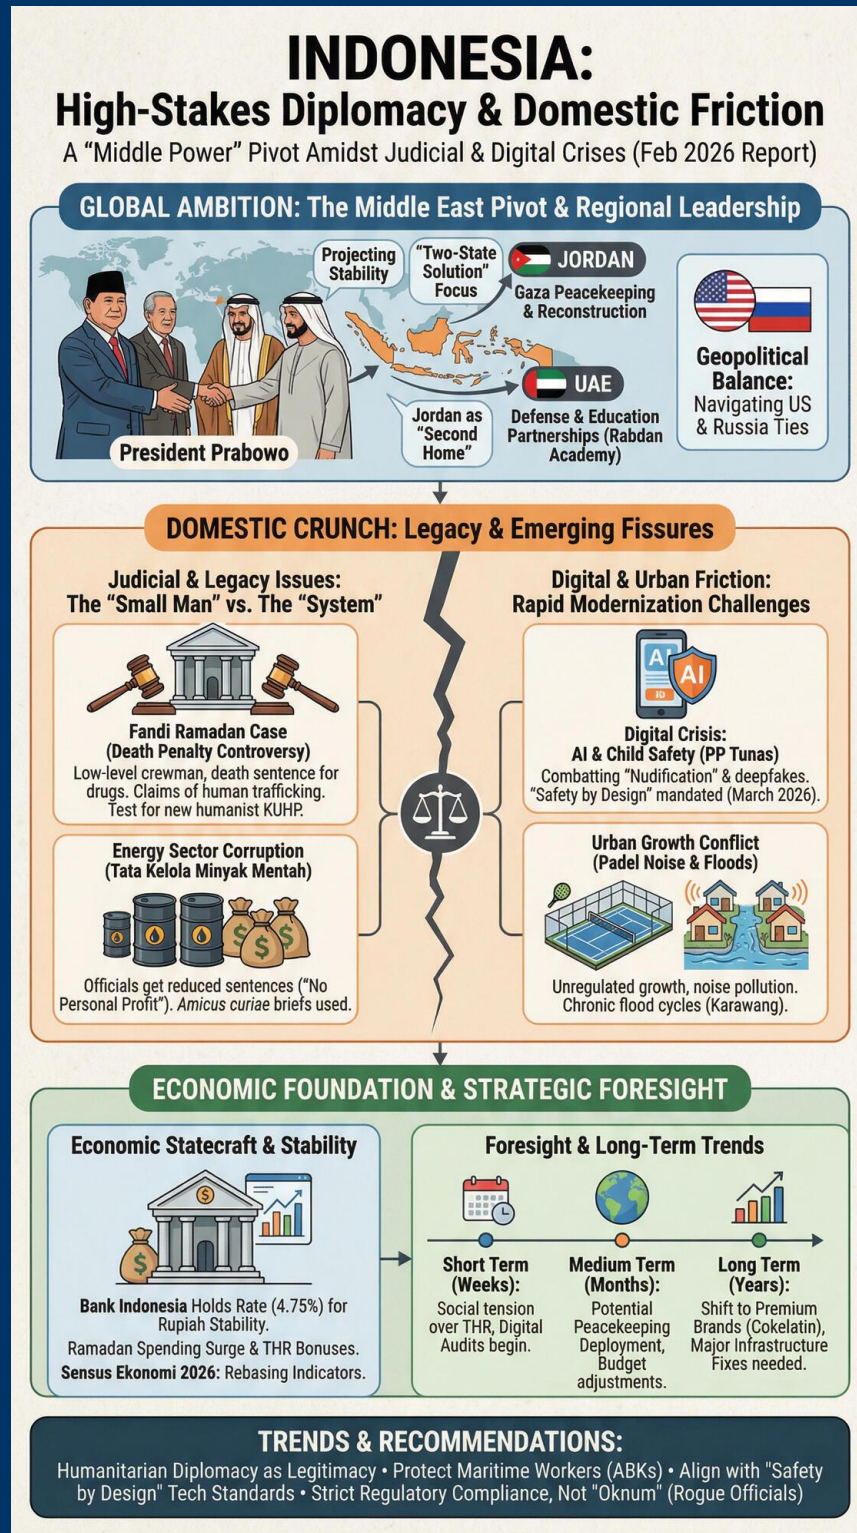 INDONESIA:
High-Stakes Diplomacy & Domestic Friction
A “Middle Power” Pivot Amidst Judicial & Digital Crises (Feb 2026 Report)
GLOBAL AMBITION: The Middle East Pivot & Regional Leadership
Projecting
Stability
“Two-State
Solution”
Focus
JORDAN
Gaza Peacekeeping
& Reconstruction
UAE
Defense & Education
Partnerships (Rabdan
Academy)
Jordan as
“Second
Home”
President Prabowo
Geopolitical
Balance:
Navigating US
& Russia Ties
DOMESTIC CRUNCH: Legacy & Emerging Fissures
Judicial & Legacy Issues:
The “Small Man” vs. The “System”
Fandi Ramadan Case
(Death Penalty Controversy)
Low-level crewman, death sentence for
drugs. Claims of human trafficking.
Test for new humanist KUHP.
Energy Sector Corruption
(Tata Kelola Minyak Mentah)
$ $ $
Officials get reduced sentences (“No
Personal Profit”). Amicus curiae briefs used.
Digital & Urban Friction:
Rapid Modernization Challenges
AI
AI
ID
Digital Crisis:
AI & Child Safety (PP Tunas)
Combatting “Nudification” & deepfakes.
“Safety by Design” mandated (March 2026).
Urban Growth Conflict
(Padel Noise & Floods)
Unregulated growth, noise pollution.
Chronic flood cycles (Karawang).
ECONOMIC FOUNDATION & STRATEGIC FORESIGHT
Economic Statecraft & Stability
$
$
Bank Indonesia Holds Rate (4.75%) for
Rupiah Stability.
Ramadan Spending Surge & THR Bonuses.
Sensus Ekonomi 2026: Rebasing Indicators.
Foresight & Long-Term Trends
Short Term
(Weeks):
Social tension
over THR, Digital
Audits begin.
Medium Term
(Months):
Potential
Peacekeeping
Deployment,
Budget
adjustments.
Long Term
(Years):
Shift to Premium
Brands (Cokelatin),
Major Infrastructure
Fixes needed.
TRENDS & RECOMMENDATIONS:
Humanitarian Diplomacy as Legitimacy • Protect Maritime Workers (ABKs) • Align with "Safety
by Design" Tech Standards • Strict Regulatory Compliance, Not "Oknum" (Rogue Officials)